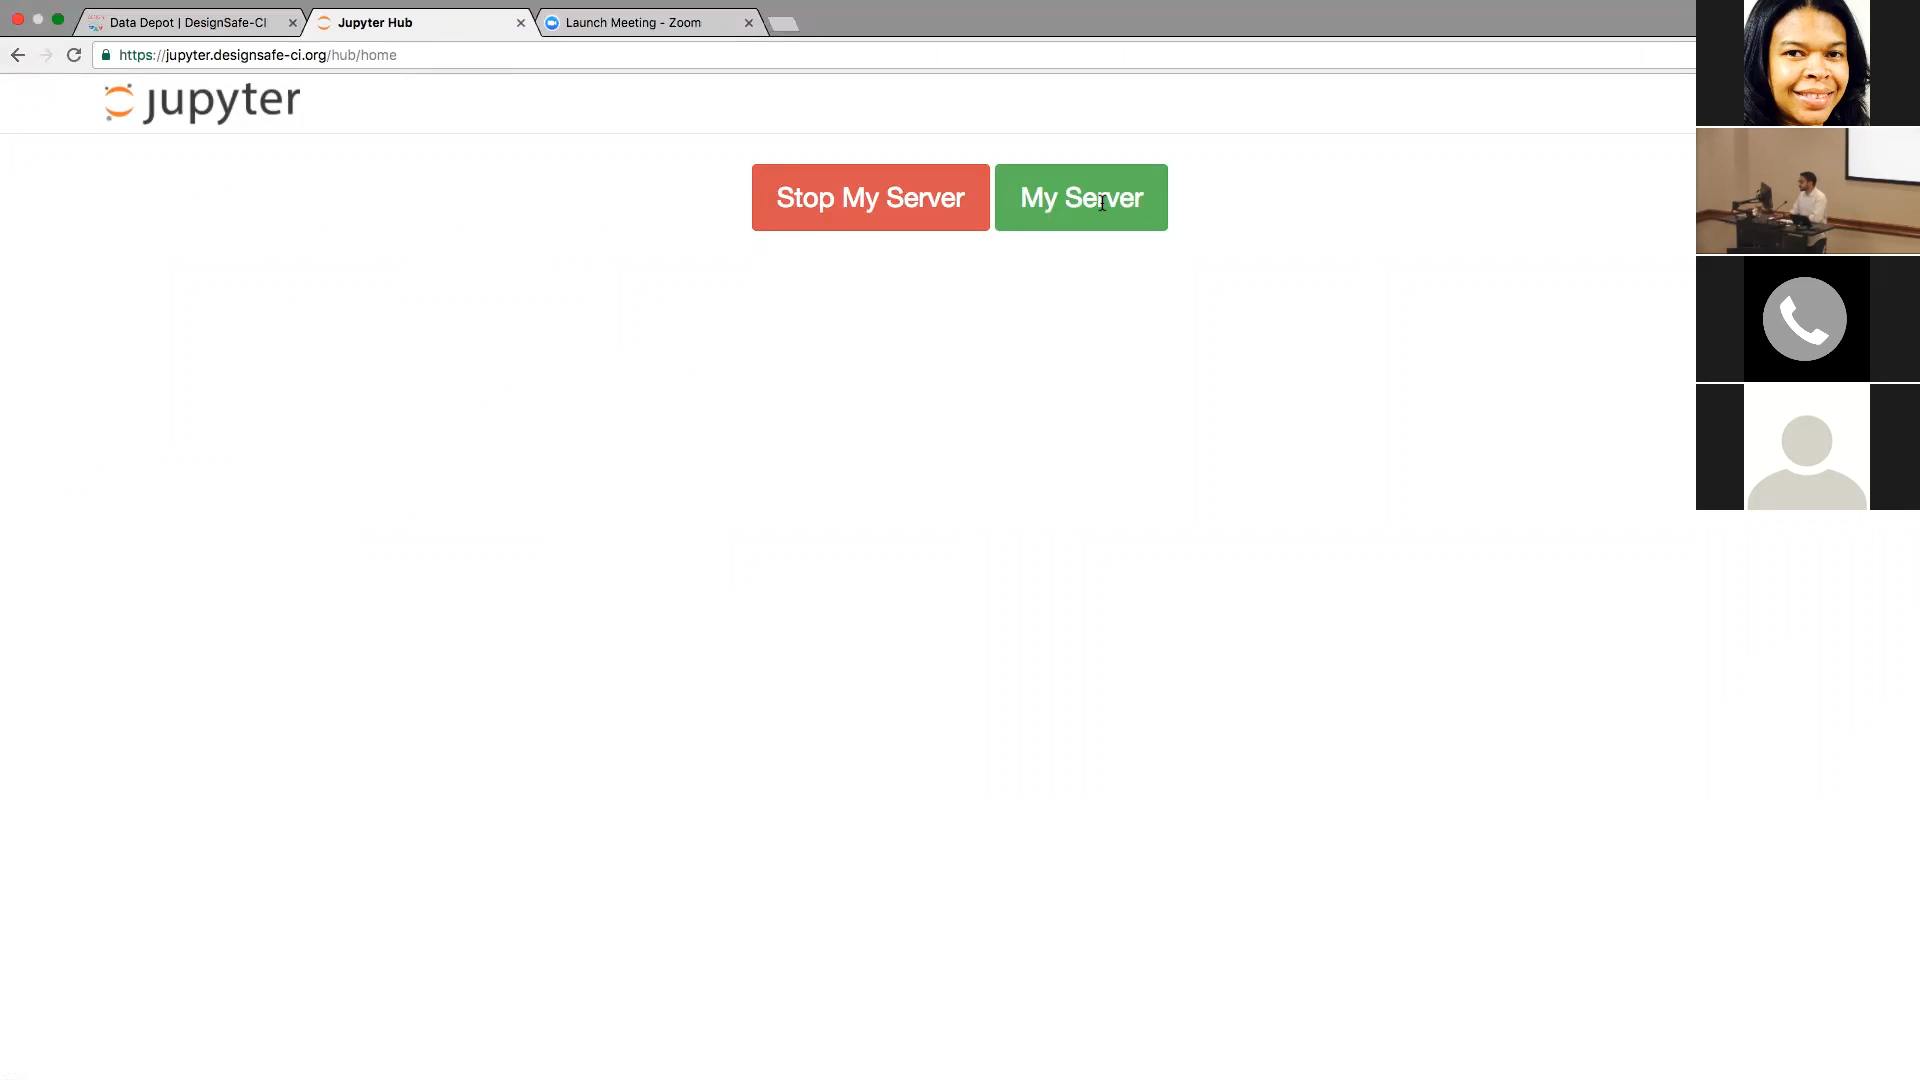 Data Depot | DesignSafe-CI
Jupyter Hub
Launch Meeting - Zoom
https://jupyter.designsafe-ci.org/hub/home
jupyter
Stop My Server
My Server